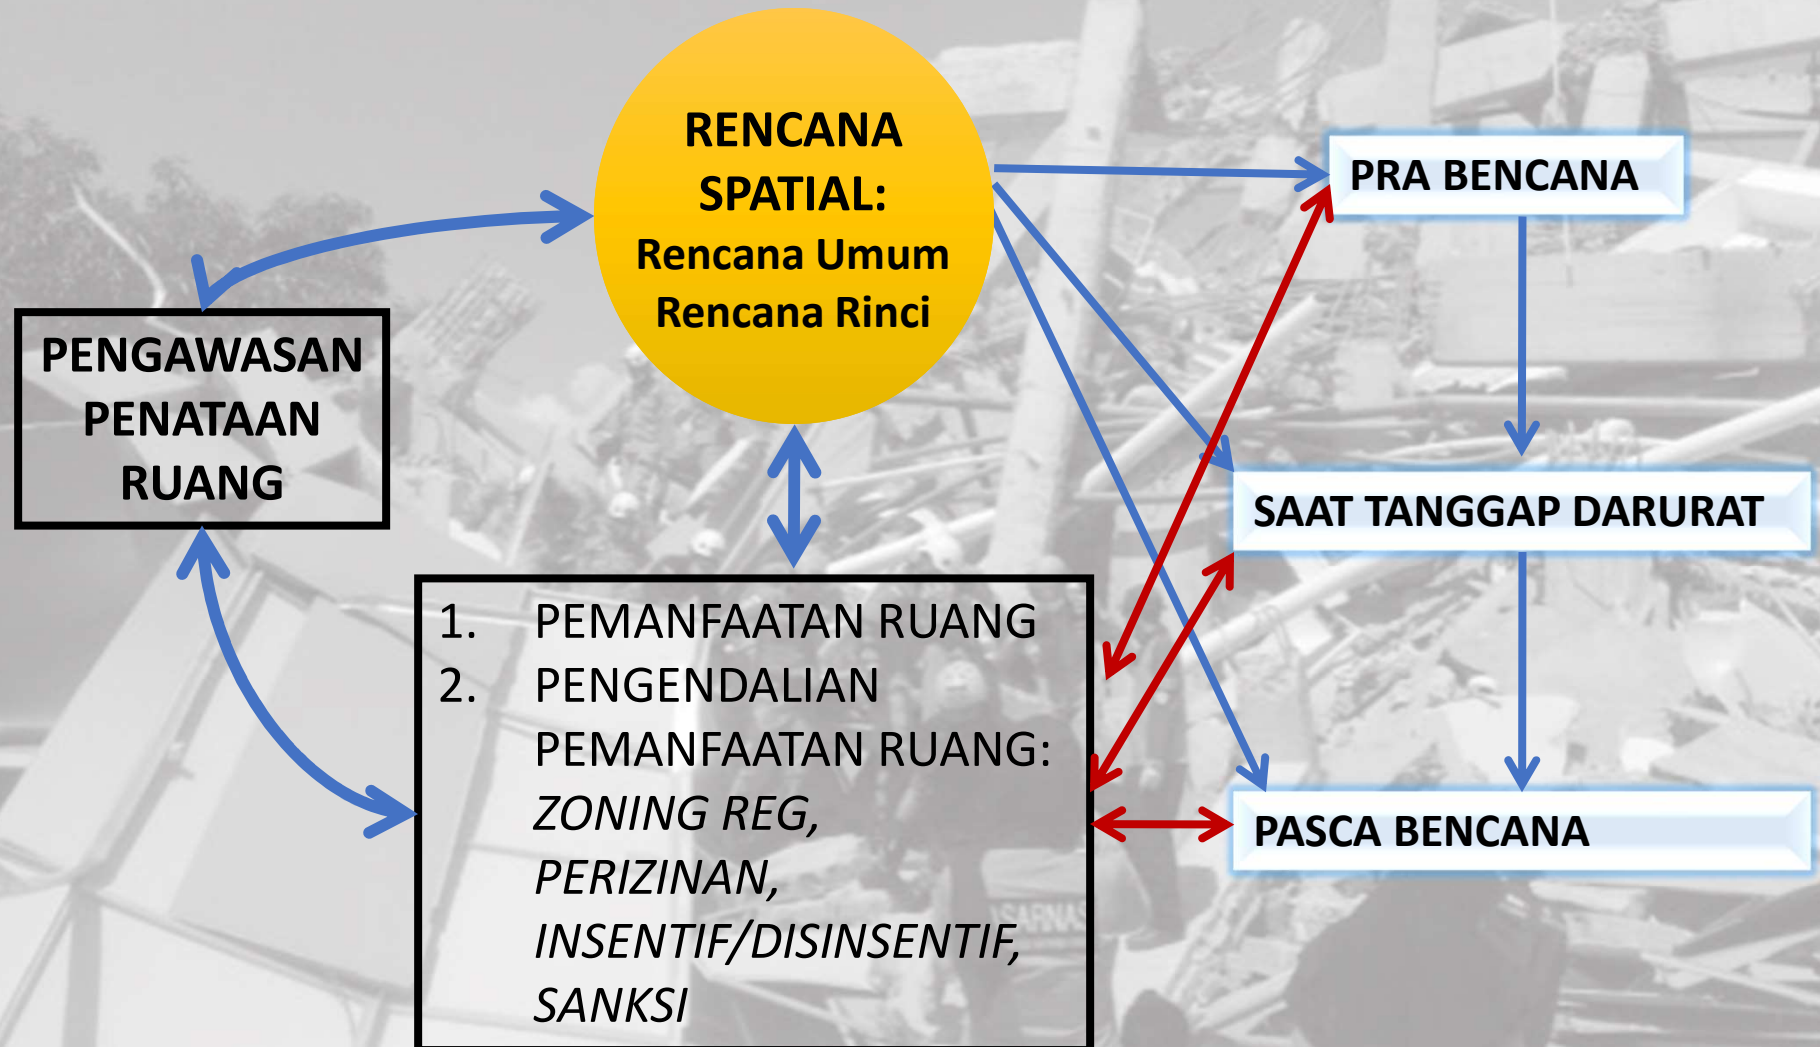 RENCANA
SPATIAL:
Rencana Umum
Rencana Rinci
PRA BENCANA
PENGAWASAN
PENATAAN
RUANG
SAAT TANGGAP DARURAT
1. PEMANFAATAN RUANG
2. PENGENDALIAN
PEMANFAATAN RUANG:
ZONING REG,
PERIZINAN,
INSENTIF/DISINSENTIF,
SANKSI
PASCA BENCANA
SARNAS